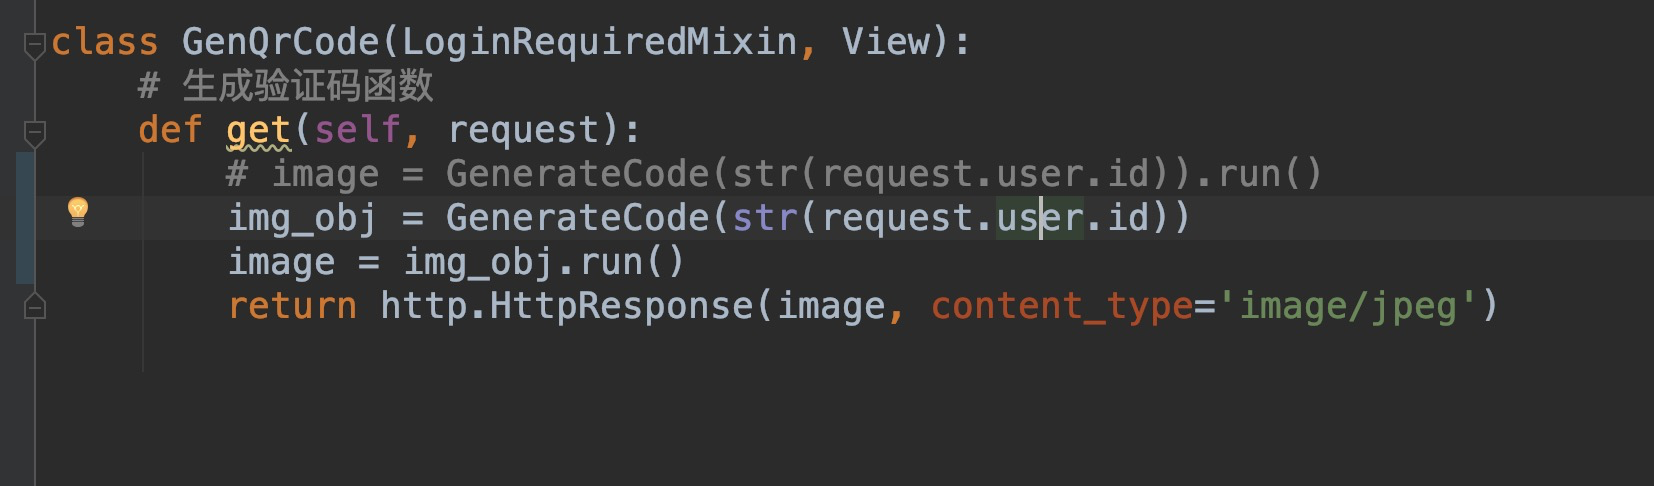 class GenQrCode(LoginRequiredMixin, View):
    # 生成验证码函数
    def get(self, request):
        # image = GenerateCode(str(request.user.id)).run()
        img_obj = GenerateCode(str(request.user.id))
        image = img_obj.run()
        return http.HttpResponse(image, content_type='image/jpeg')